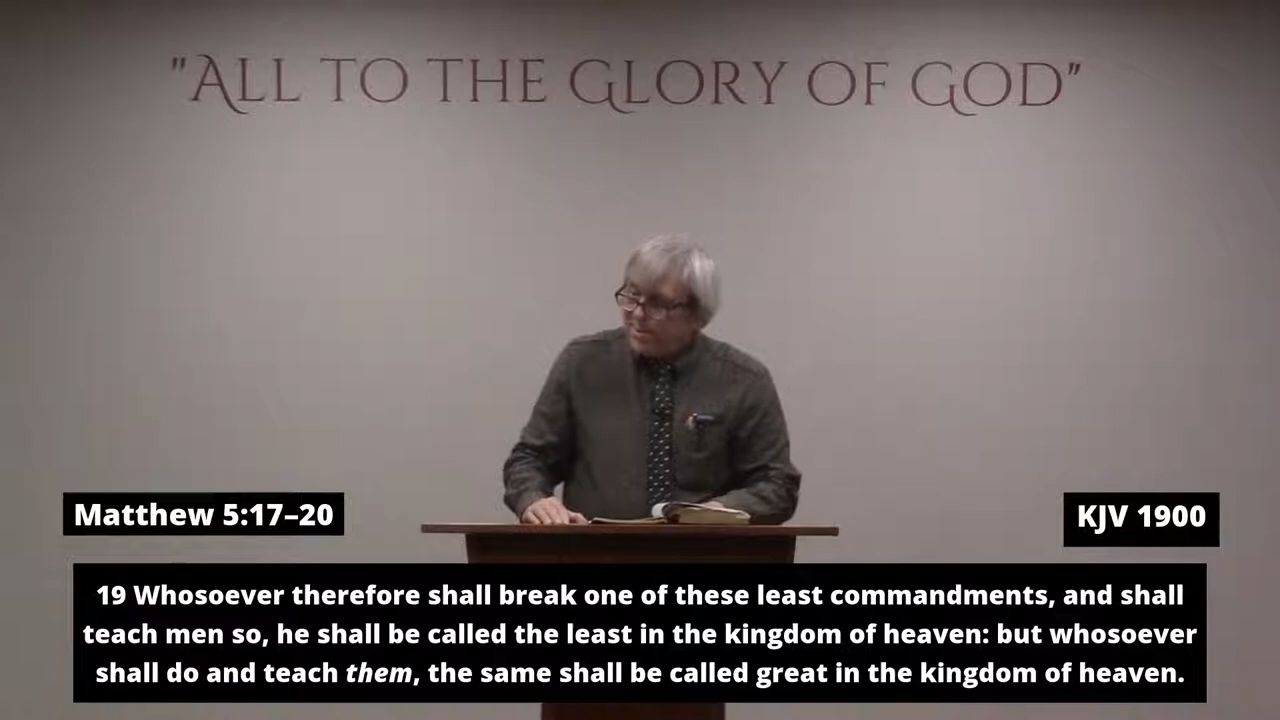 "ALL TO THE GLORY OF GOD"
Matthew 5:17–20
KJV 1900
19 Whosoever therefore shall break one of these least commandments, and shall
teach men so, he shall be called the least in the kingdom of heaven: but whosoever
shall do and teach them, the same shall be called great in the kingdom of heaven.